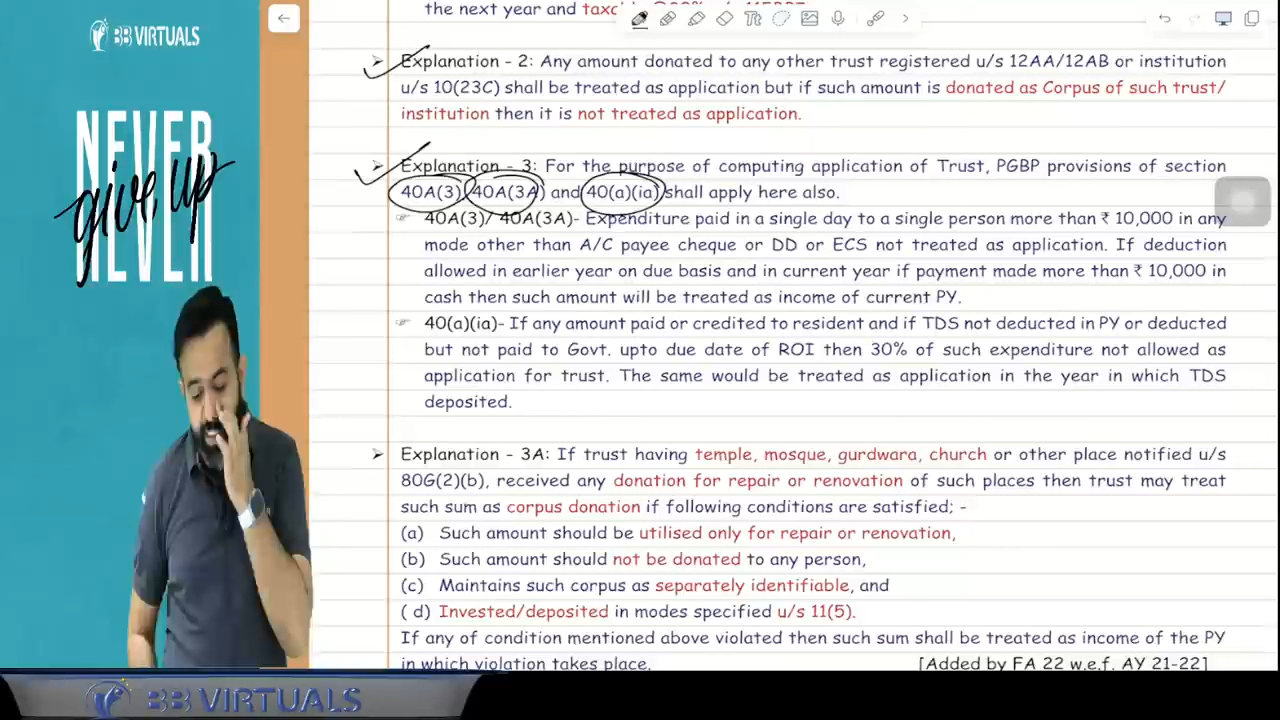 BB VIRTUALS
NEVER
give up
NEVER
the next year and
Explanation - 2: Any amount donated to any other trust registered u/s 12AA/12AB or institution
u/s 10(23C) shall be treated as application but if such amount is donated as Corpus of such trust/
institution then it is not treated as application.
Explanation - 3: For the purpose of computing application of Trust, PGBP provisions of section
40A(3) 40A(3A) and 40(a)(ia) shall apply here also.
40A(3)/ 40A(3A)- Expenditure paid in a single day to a single person more than ₹ 10,000 in any
mode other than A/C payee cheque or DD or ECS not treated as application. If deduction
allowed in earlier year on due basis and in current year if payment made more than ₹ 10,000 in
cash then such amount will be treated as income of current PY.
40(a)(ia)- If any amount paid or credited to resident and if TDS not deducted in PY or deducted
but not paid to Govt. upto due date of ROI then 30% of such expenditure not allowed as
application for trust. The same would be treated as application in the year in which TDS
deposited.
Explanation - 3A: If trust having temple, mosque, gurdwara, church or other place notified u/s
80G(2)(b), received any donation for repair or renovation of such places then trust may treat
such sum as corpus donation if following conditions are satisfied; -
(a) Such amount should be utilised only for repair or renovation,
(b) Such amount should not be donated to any person,
(c) Maintains such corpus as separately identifiable, and
( d) Invested/deposited in modes specified u/s 11(5).
If any of condition mentioned above violated then such sum shall be treated as income of the PY
in which violation takes place. [Added by FA 22 w.e.f. AY 21-22]
BB VIRTUALS